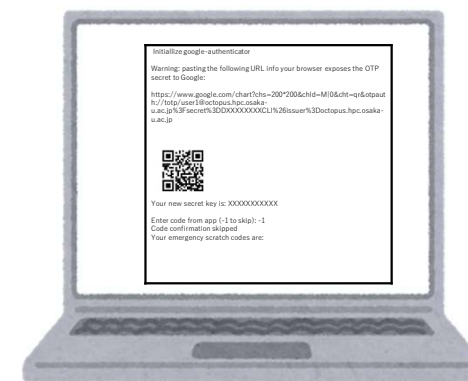 Initiallize google-authenticator
Warning: pasting the following URL info your browser exposes the OTP
secret to Google:
https://www.google.com/chart?chs=200*200&chld=M|0&cht=qr&otpaut
h://totp/user1@octopus.hpc.osaka-
u.ac.jp%3Fsecret%3DDXXXXXXXXCLI%26issuer%3Doctopus.hpc.osaka-
u.ac.jp
Your new secret key is: XXXXXXXXXXX
Enter code from app (-1 to skip): -1
Code confirmation skipped
Your emergency scratch codes are: